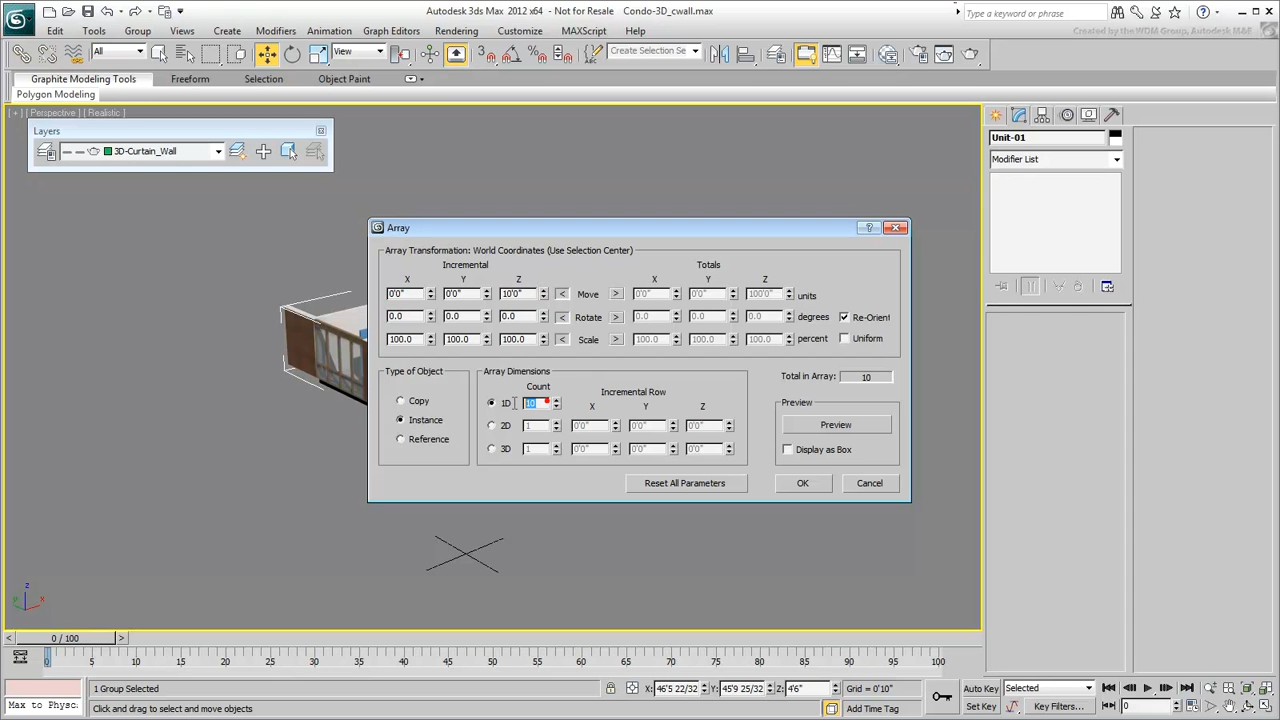 Autodesk 3ds Max 2012 x64 - Not for Resale Condo-3D_cwall.max
Type a keyword or phrase
Edit Tools Group Views Create Modifiers Animation Graph Editors Rendering Customize MAXScript Help
Created by the WDM Group, Autodesk M&E
All View 3 Create Selection Se
Graphite Modeling Tools Freeform Selection Object Paint
Polygon Modeling
[ + ] [ Perspective ] [ Realistic ]
Layers
3D-Curtain_Wall
Unit-01
Modifier List
Array
Array Transformation: World Coordinates (Use Selection Center)
Incremental Totals
X Y Z X Y Z
0'0" 0'0" 10'0" < Move > 0'0" 0'0" 100'0" units
0.0 0.0 0.0 < Rotate > 0.0 0.0 0.0 degrees Re-Orient
100.0 100.0 100.0 < Scale > 100.0 100.0 100.0 percent Uniform
Type of Object Array Dimensions Total in Array: 10
Count Incremental Row
X Y Z
Copy 1D 10 Preview
Instance 2D 1 0'0" 0'0" 0'0" Preview
Reference 3D 1 0'0" 0'0" 0'0" Display as Box
Reset All Parameters OK Cancel
z
y x
< 0 / 100 >
0 5 10 15 20 25 30 35 40 45 50 55 60 65 70 75 80 85 90 95 100
1 Group Selected X: 46'5 22/32 Y: 45'9 25/32 Z: 4'6" Grid = 0'10" Auto Key Selected
Max to Physc Click and drag to select and move objects Add Time Tag Set Key Key Filters... 0